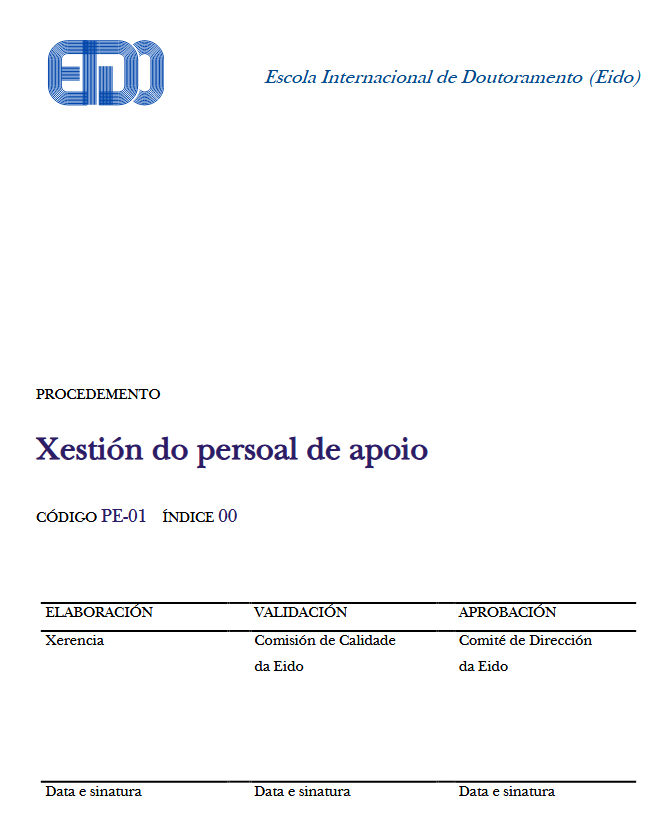 EIDO
Escola Internacional de Doutoramento (Eido)
PROCEDEMENTO
Xestión do persoal de apoio
CÓDIGO PE-01 ÍNDICE 00
ELABORACIÓN VALIDACIÓN APROBACIÓN
Xerencia Comisión de Calidade Comité de Dirección
da Eido da Eido
Data e sinatura Data e sinatura Data e sinatura